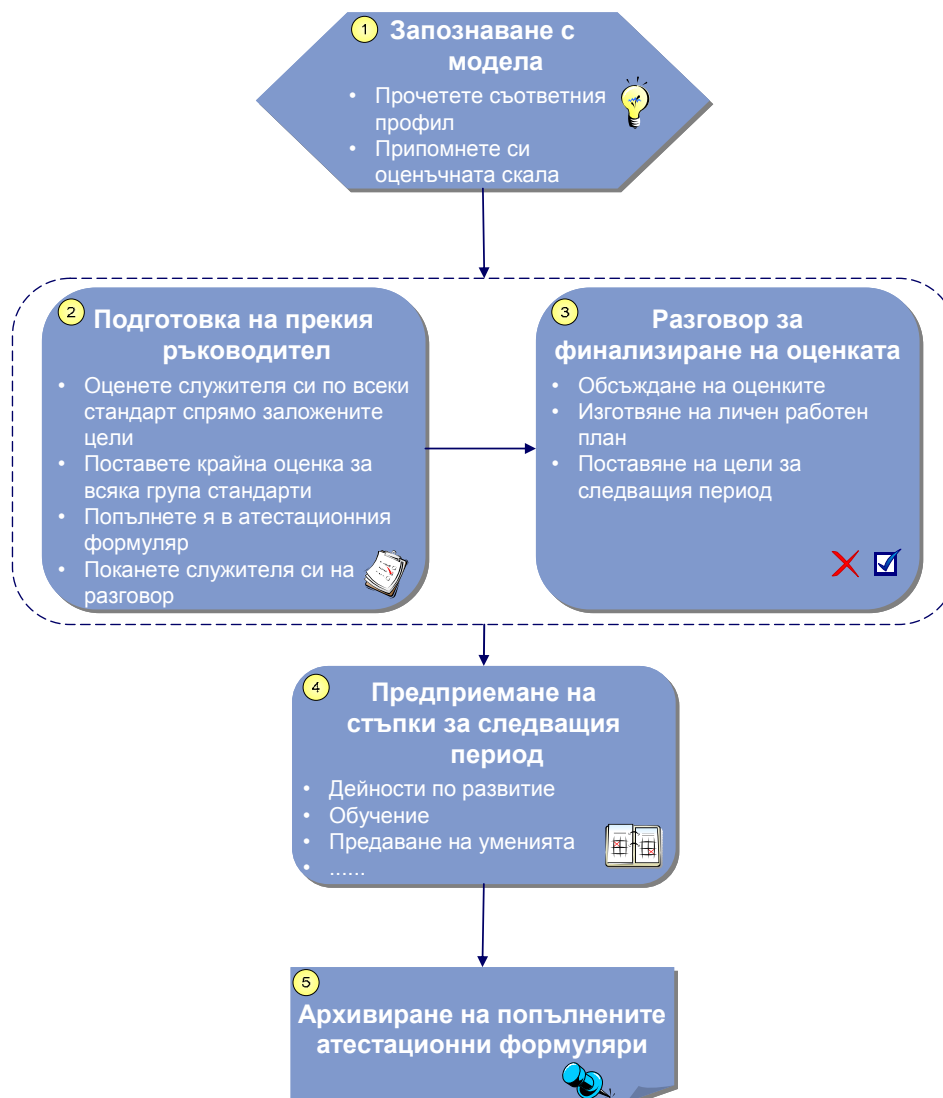 1
Запознаване с
модела
• Прочетете съответния
профил
• Припомнете си
оценъчната скала
2
Подготовка на прекия
ръководител
• Оценете служителя си по всеки
стандарт спрямо заложените
цели
• Поставете крайна оценка за
всяка група стандарти
• Попълнете я в атестационния
формуляр
• Поканете служителя си на
разговор
3
Разговор за
финализиране на оценката
• Обсъждане на оценките
• Изготвяне на личен работен
план
• Поставяне на цели за
следващия период
4
Предприемане на
стъпки за следващия
период
• Дейности по развитие
• Обучение
• Предаване на уменията
• ......
5
Архивиране на попълнените
атестационни формуляри